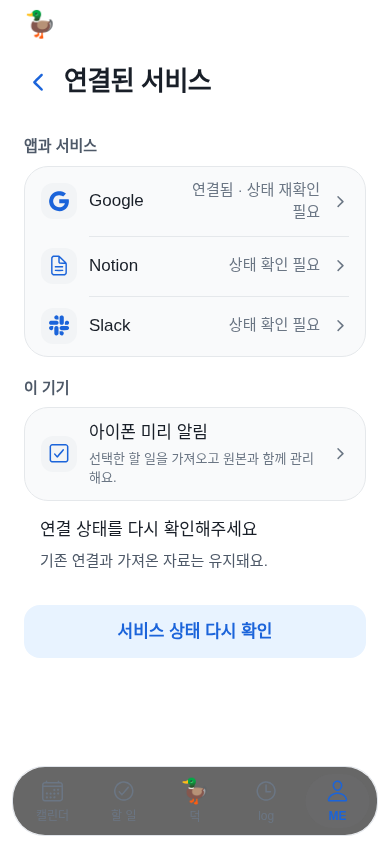 연결된 서비스
앱과 서비스
Google
연결됨 · 상태 재확인
필요
Notion
상태 확인 필요
Slack
상태 확인 필요
이 기기
아이폰 미리 알림
선택한 할 일을 가져오고 원본과 함께 관리
해요.
연결 상태를 다시 확인해주세요
기존 연결과 가져온 자료는 유지돼요.
서비스 상태 다시 확인
캘린더
할 일
log
ME